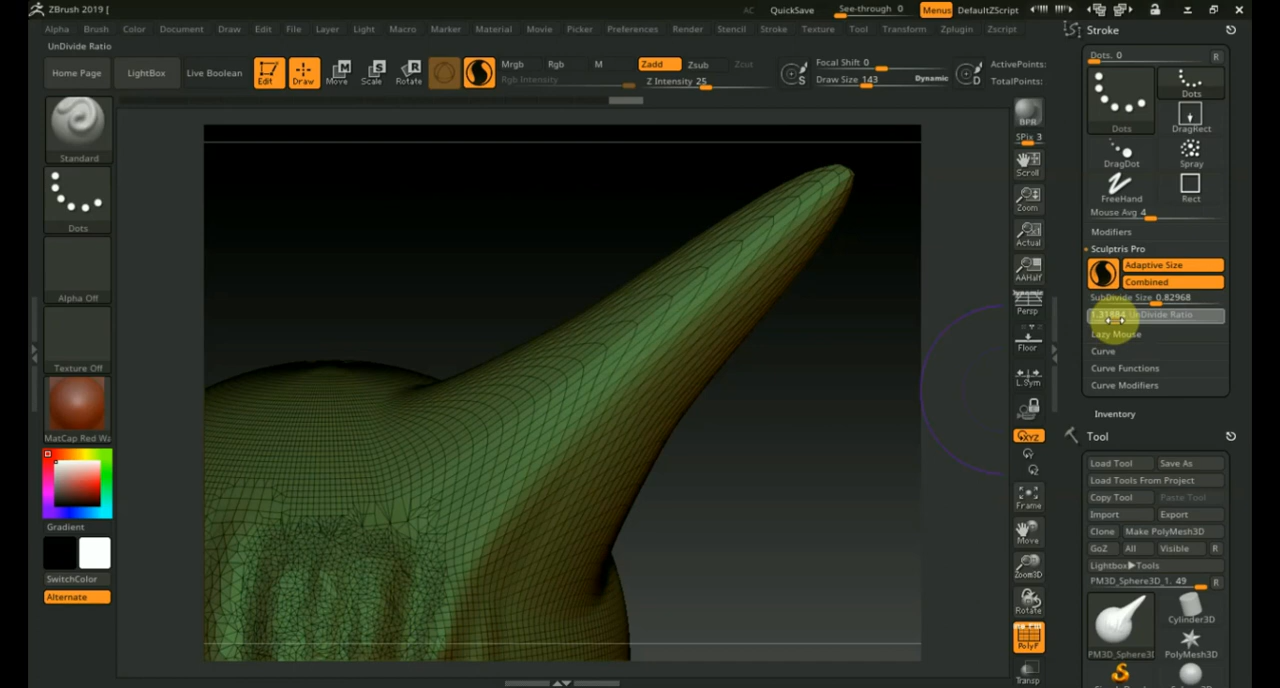 ZBrush 2019 [
AC QuickSave See-through 0 Menus DefaultZScript
Alpha Brush Color Document Draw Edit File Layer Light Macro Marker Material Movie Picker Preferences Render Stencil Stroke Texture Tool Transform Zplugin Zscript
UnDivide Ratio
Home Page LightBox Live Boolean Edit Draw Move Scale Rotate
Mrgb Rgb M Zadd Zsub Zcut
Rgb Intensity Z Intensity 25
Focal Shift 0
Draw Size 143 Dynamic
ActivePoints:
TotalPoints:
Standard
Dots
Alpha Off
Texture Off
MatCap Red Wa
Gradient
SwitchColor
Alternate
BPR
SPix 3
Scroll
Zoom
Actual
AAHalf
Dynamic
Persp
Floor
L.Sym
XYZ
Frame
Move
Zoom3D
Rotate
PolyF
Transp
Stroke
Dots. 0 R
Dots Dots
DragRect
DragDot Spray
FreeHand Rect
Mouse Avg 4
Modifiers
Sculptris Pro
Adaptive Size
Combined
SubDivide Size 0.82968
1.31884 UnDivide Ratio
Lazy Mouse
Curve
Curve Functions
Curve Modifiers
Inventory
Tool
Load Tool Save As
Load Tools From Project
Copy Tool Paste Tool
Import Export
Clone Make PolyMesh3D
GoZ All Visible R
Lightbox▶Tools
PM3D_Sphere3D_1. 49 R
Cylinder3D
PM3D_Sphere3D PolyMesh3D